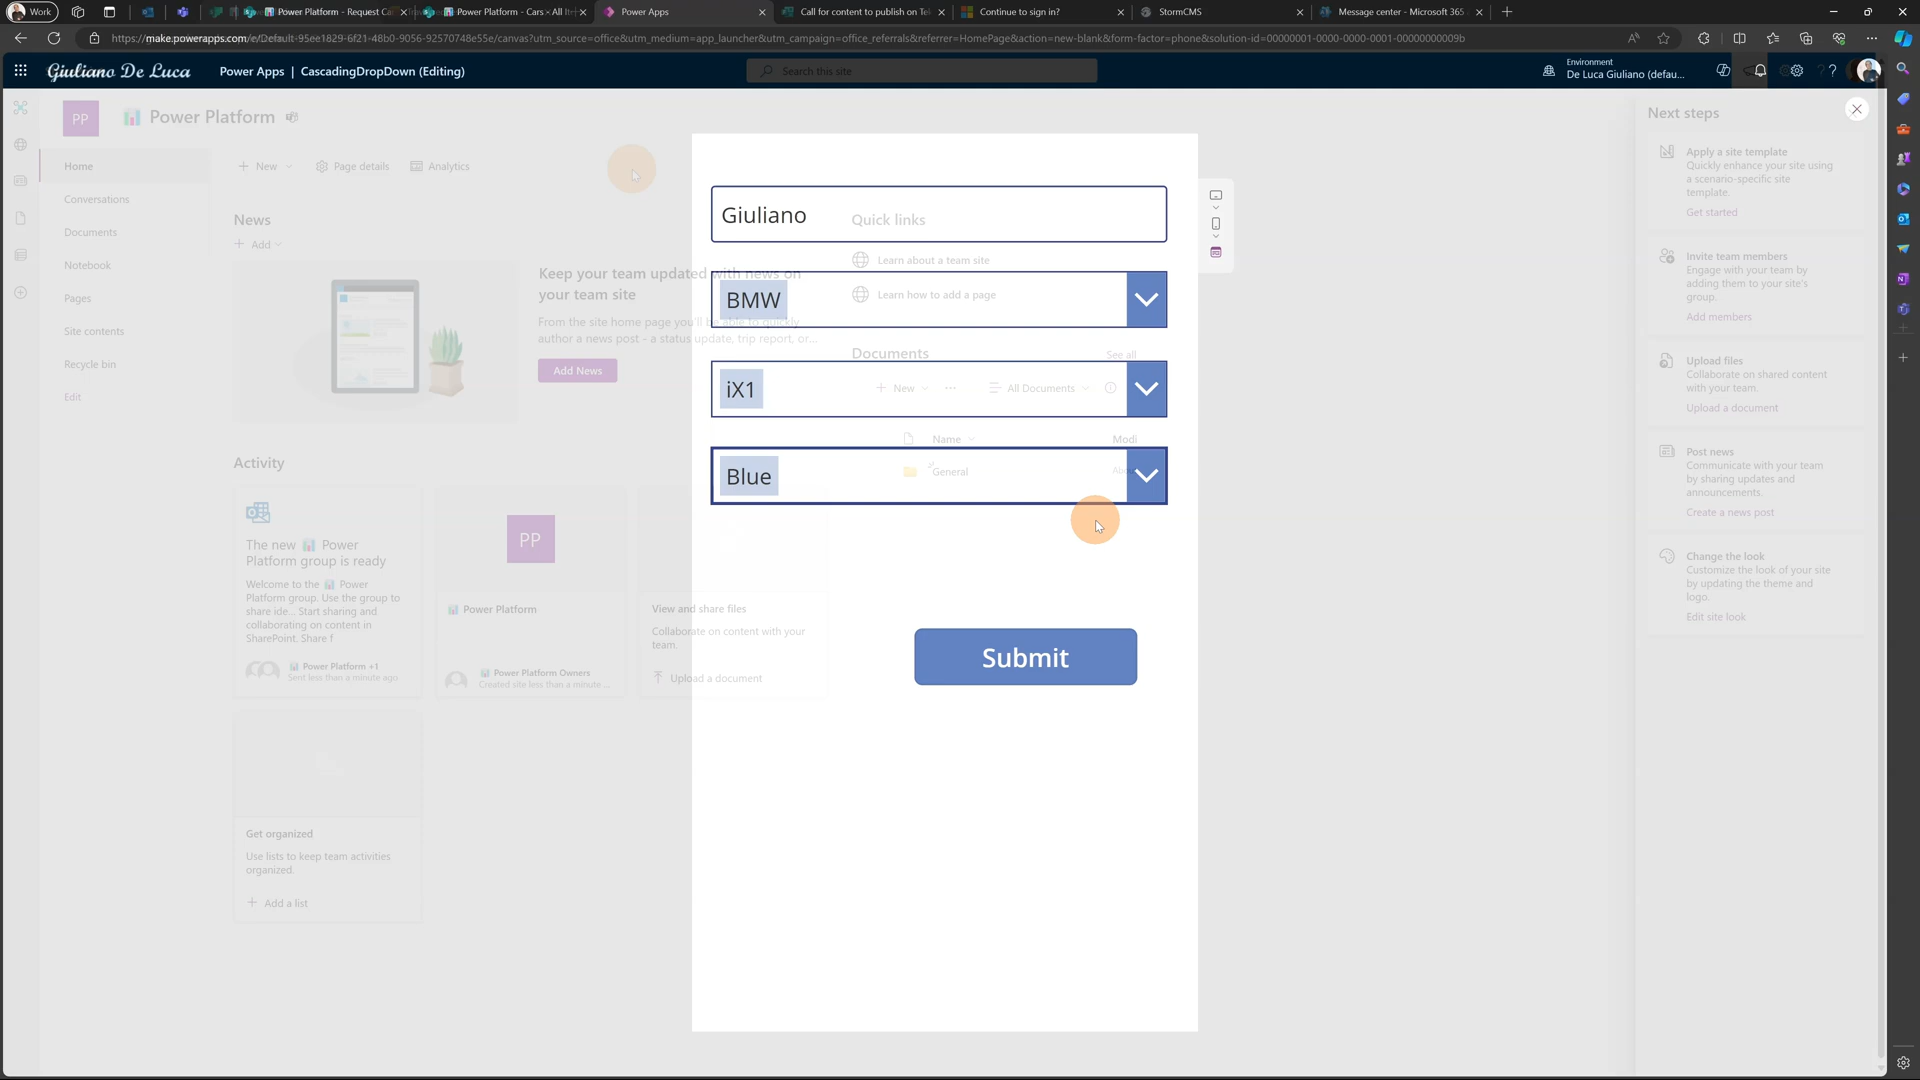 Work
Power Platform - Request Ca
Power Platform - Cars - All It
Power Apps
Call for content to publish on Te
Continue to sign in?
StormCMS
Message center - Microsoft 365
Giuliano De Luca
Power Apps | CascadingDropDown (Editing)
Search this site
Environment
De Luca Giuliano (defau...
PP
Power Platform
Home
Conversations
Documents
Notebook
Pages
Site contents
Recycle bin
Edit
New
Page details
Analytics
News
Add
Keep your team updated with news on
your team site
From the site home page you'll be able to quickly
author a news post - a status update, trip report, or...
Add News
Activity
The new Power
Platform group is ready
Welcome to the Power
Platform group. Use the group to
share ide... Start sharing and
collaborating on content in
SharePoint. Share f
Power Platform +1
Sent less than a minute ago
PP
Power Platform
Power Platform Owners
Created site less than a minute ...
View and share files
Collaborate on content with your
team.
Upload a document
Get organized
Use lists to keep team activities
organized.
Add a list
Giuliano
BMW
iX1
Blue
Submit
Quick links
Learn about a team site
Learn how to add a page
Documents
See all
New
All Documents
Name
Modi
General
Next steps
Apply a site template
Quickly enhance your site using
a scenario-specific site
template.
Get started
Invite team members
Engage with your team by
adding them to your site's
group.
Add members
Upload files
Collaborate on shared content
with your team.
Upload a document
Post news
Communicate with your team
by sharing updates and
announcements.
Create a news post
Change the look
Customize the look of your site
by updating the theme and
logo.
Edit site look